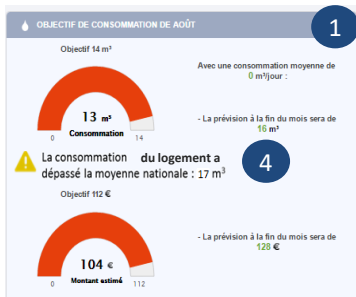 OBJECTIF DE CONSOMMATION DE AOÛT
1
Objectif 14 m³
Avec une consommation moyenne de
0 m³/jour :
13 m³
Consommation
0
14
- La prévision à la fin du mois sera de
16 m³
La consommation du logement a
dépassé la moyenne nationale : 17 m³
4
Objectif 112 €
104 €
Montant estimé
0
112
- La prévision à la fin du mois sera de
128 €